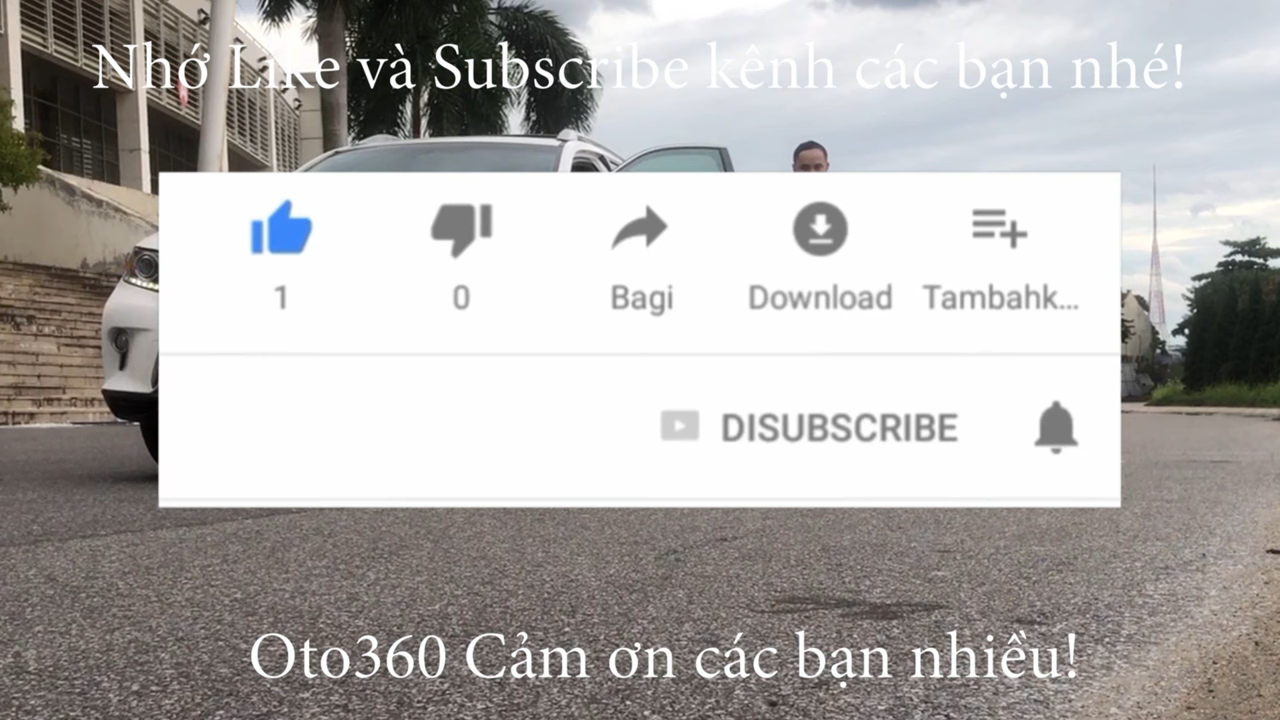 Nhớ Like và Subscribe kênh các bạn nhé!
1 0 Bagi Download Tambahk...
DISUBSCRIBE
Oto360 Cảm ơn các bạn nhiều!